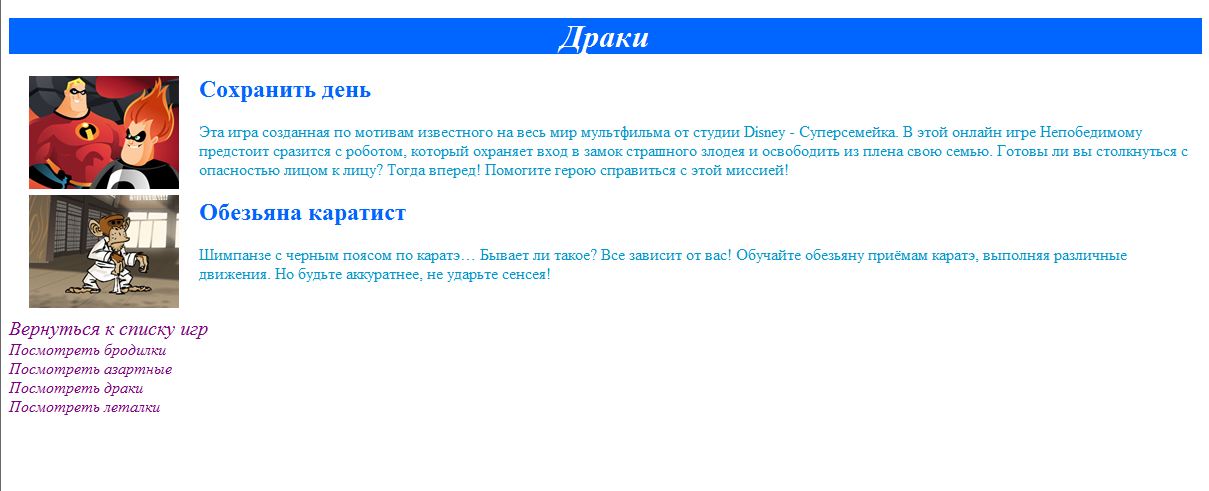 Драки
Сохранить день
Эта игра созданная по мотивам известного на весь мир мультфильма от студии Disney - Суперсемейка. В этой онлайн игре Непобедимому
предстоит сразится с роботом, который охраняет вход в замок страшного злодея и освободить из плена свою семью. Готовы ли вы столкнуться с
опасностью лицом к лицу? Тогда вперед! Помогите герою справиться с этой миссией!
Обезьяна каратист
Шимпанзе с черным поясом по каратэ… Бывает ли такое? Все зависит от вас! Обучайте обезьяну приёмам каратэ, выполняя различные
движения. Но будьте аккуратнее, не ударьте сенсея!
Вернуться к списку игр
Посмотреть бродилки
Посмотреть азартные
Посмотреть драки
Посмотреть леталки